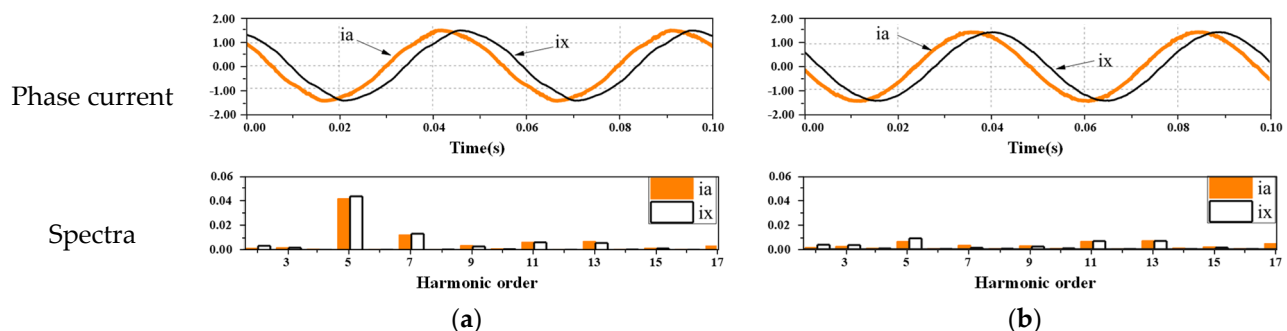 Phase current
2.00
1.00
0.00
-1.00
-2.00
ia
ix
0.00 0.02 0.04 0.06 0.08 0.10
Time(s)
2.00
1.00
0.00
-1.00
-2.00
ia
ix
0.00 0.02 0.04 0.06 0.08 0.10
Time(s)
Spectra
0.06
0.04
0.02
0.00
ia
ix
3 5 7 9 11 13 15 17
Harmonic order
0.06
0.04
0.02
0.00
ia
ix
3 5 7 9 11 13 15 17
Harmonic order
(a)
(b)